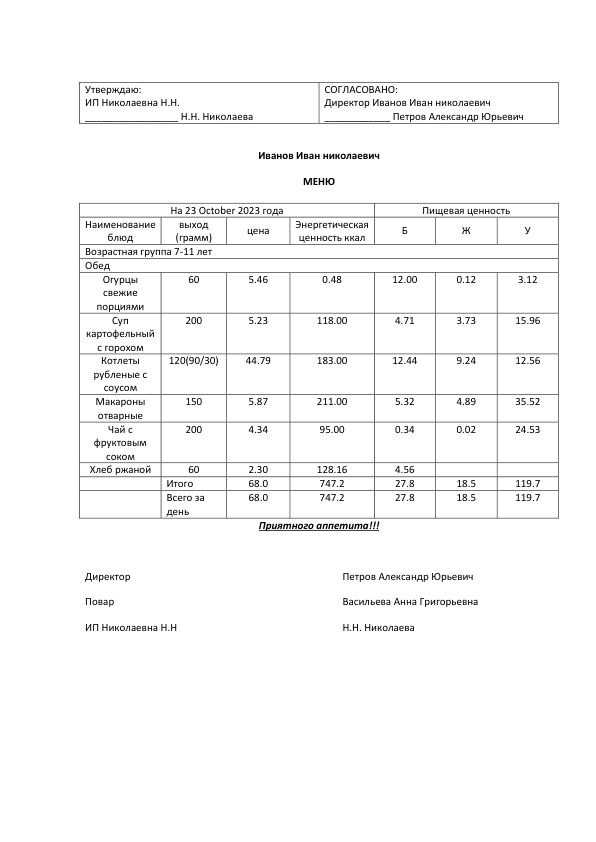 Утверждаю:
ИП Николаевна Н.Н.
_________________ Н.Н. Николаева
СОГЛАСОВАНО:
Директор Иванов Иван николаевич
____________ Петров Александр Юрьевич
Иванов Иван николаевич
МЕНЮ
На 23 October 2023 года Пищевая ценность
Наименование блюд выход (грамм) цена Энергетическая ценность ккал Б Ж У
Возрастная группа 7-11 лет
Обед
Огурцы свежие порциями 60 5.46 0.48 12.00 0.12 3.12
Суп картофельный с горохом 200 5.23 118.00 4.71 3.73 15.96
Котлеты рубленые с соусом 120(90/30) 44.79 183.00 12.44 9.24 12.56
Макароны отварные 150 5.87 211.00 5.32 4.89 35.52
Чай с фруктовым соком 200 4.34 95.00 0.34 0.02 24.53
Хлеб ржаной 60 2.30 128.16 4.56
Итого 68.0 747.2 27.8 18.5 119.7
Всего за день 68.0 747.2 27.8 18.5 119.7
Приятного аппетита!!!
Директор Петров Александр Юрьевич
Повар Васильева Анна Григорьевна
ИП Николаевна Н.Н Н.Н. Николаева